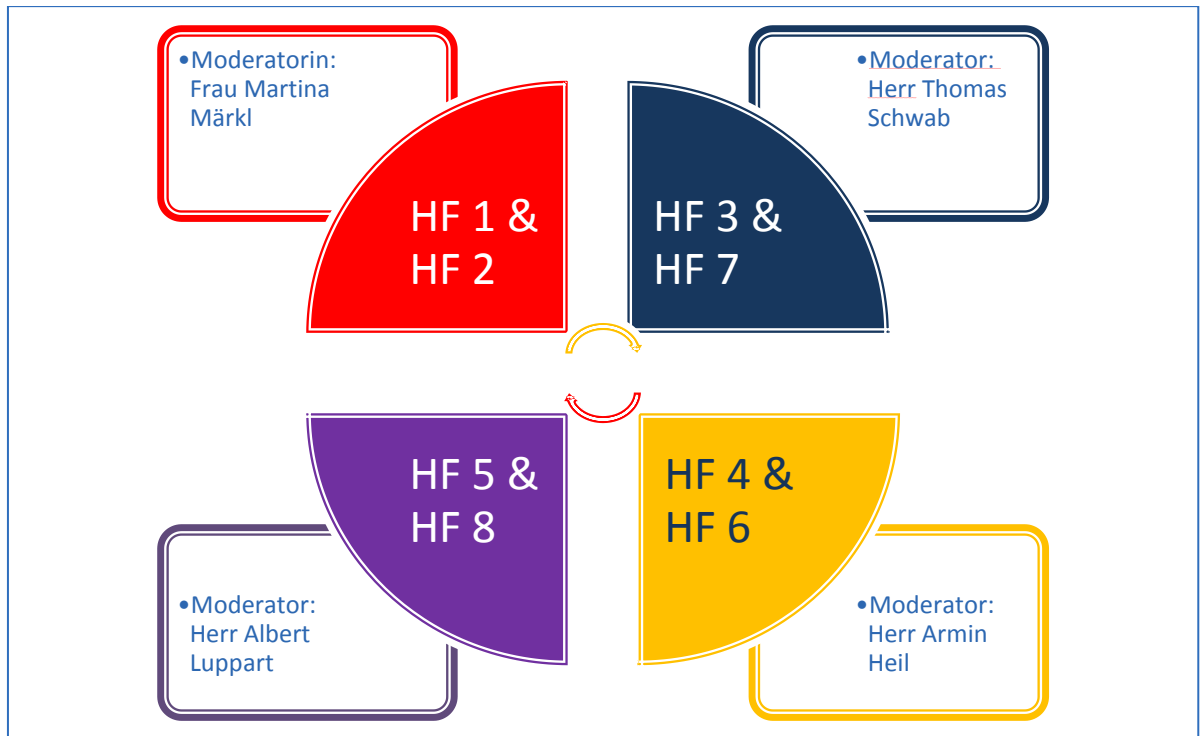 •Moderatorin:
Frau Martina
Märkl
HF 1 &
HF 2
•Moderator:
Herr Thomas
Schwab
HF 3 &
HF 7
HF 5 &
HF 8
•Moderator:
Herr Albert
Luppart
HF 4 &
HF 6
•Moderator:
Herr Armin
Heil